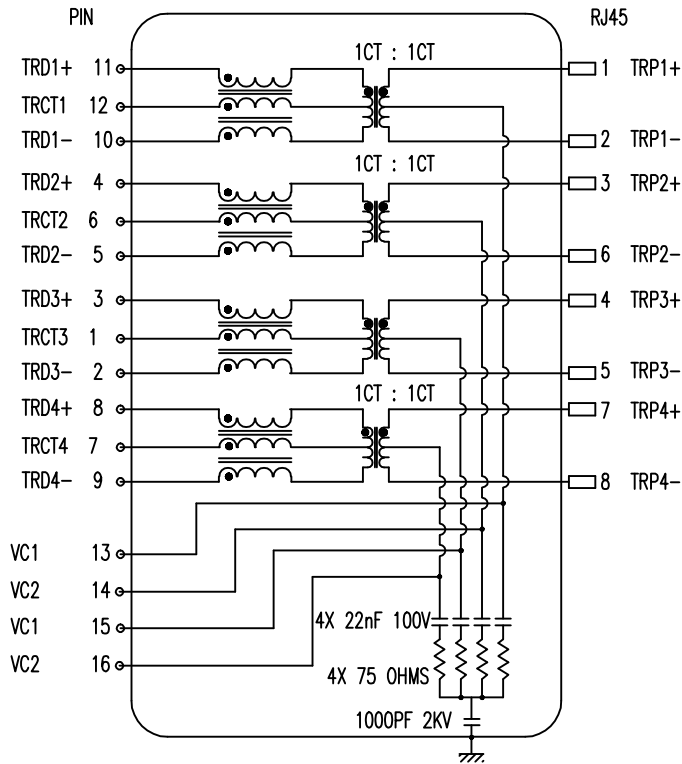 PIN RJ45
1CT : 1CT
TRD1+ 11 1 TRP1+
TRCT1 12
TRD1- 10 2 TRP1-
1CT : 1CT
TRD2+ 4 3 TRP2+
TRCT2 6
TRD2- 5 6 TRP2-
TRD3+ 3 4 TRP3+
TRCT3 1
TRD3- 2 5 TRP3-
1CT : 1CT
TRD4+ 8 7 TRP4+
TRCT4 7
TRD4- 9 8 TRP4-
VC1 13
VC2 14
VC1 15
4X 22nF 100V
VC2 16
4X 75 OHMS
1000PF 2KV